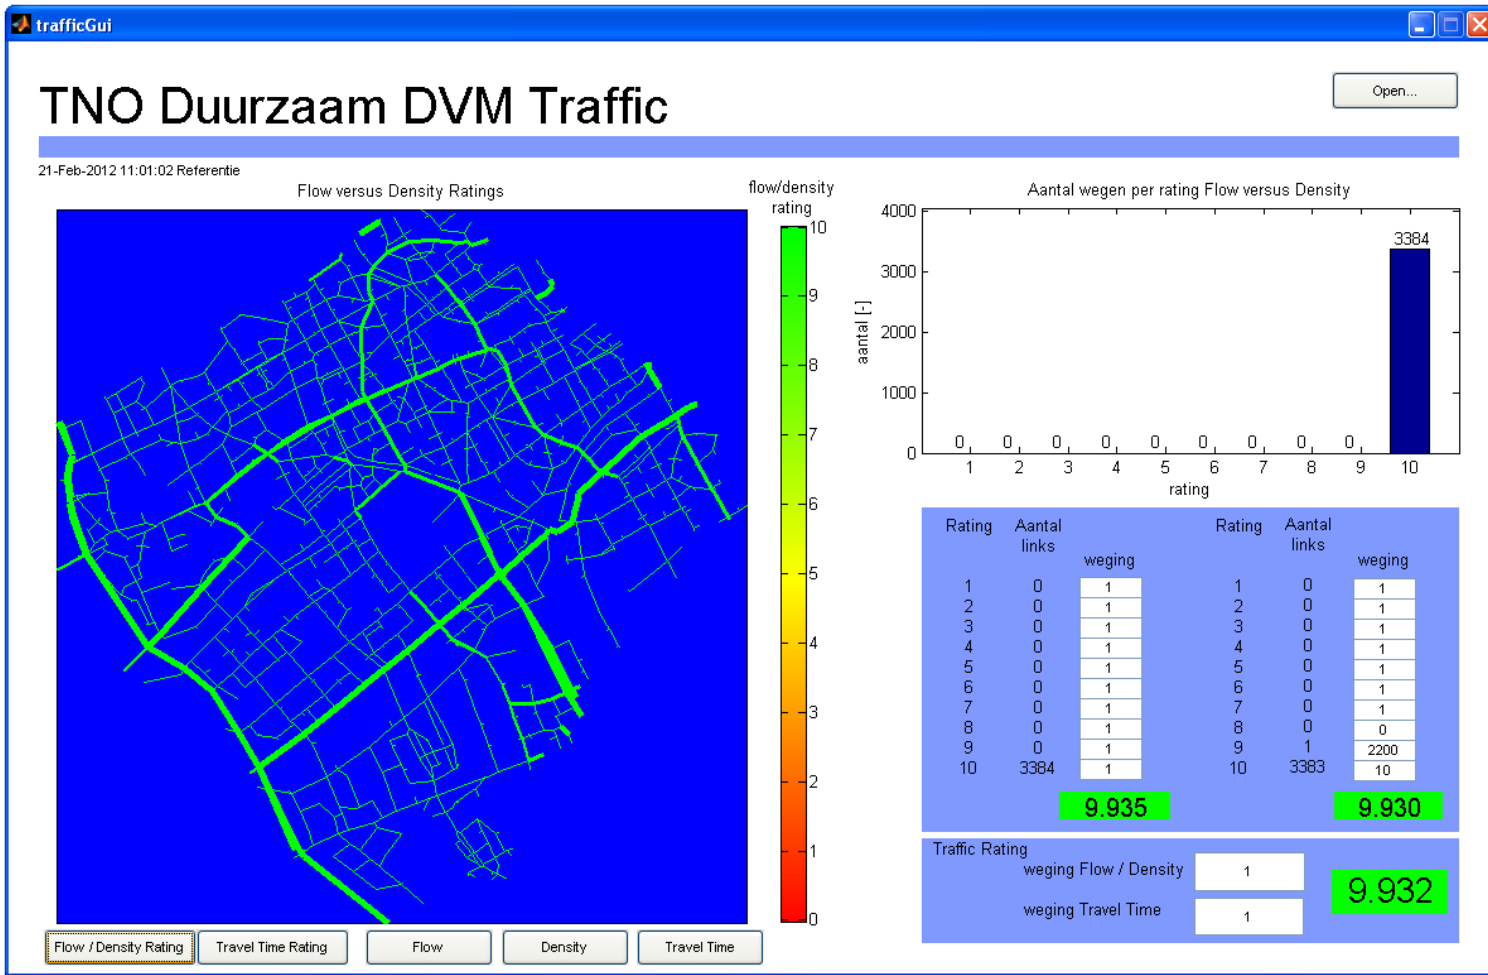 trafficGui
TNO Duurzaam DVM Traffic
Open...
21-Feb-2012 11:01:02 Referentie
Flow versus Density Ratings
flow/density
rating
10
9
8
7
6
5
4
3
2
1
0
Aantal wegen per rating Flow versus Density
4000
3000
2000
1000
0
aantal [-]
0 0 0 0 0 0 0 0 0 3384
1 2 3 4 5 6 7 8 9 10
rating
Rating Aantal links weging Rating Aantal links weging
1 0 1 1 0 1
2 0 1 2 0 1
3 0 1 3 0 1
4 0 1 4 0 1
5 0 1 5 0 1
6 0 1 6 0 1
7 0 1 7 0 1
8 0 1 8 0 0
9 0 1 9 1 2200
10 3384 1 10 3383 10
9.935 9.930
Traffic Rating
weging Flow / Density 1
weging Travel Time 1
9.932
Flow / Density Rating Travel Time Rating Flow Density Travel Time